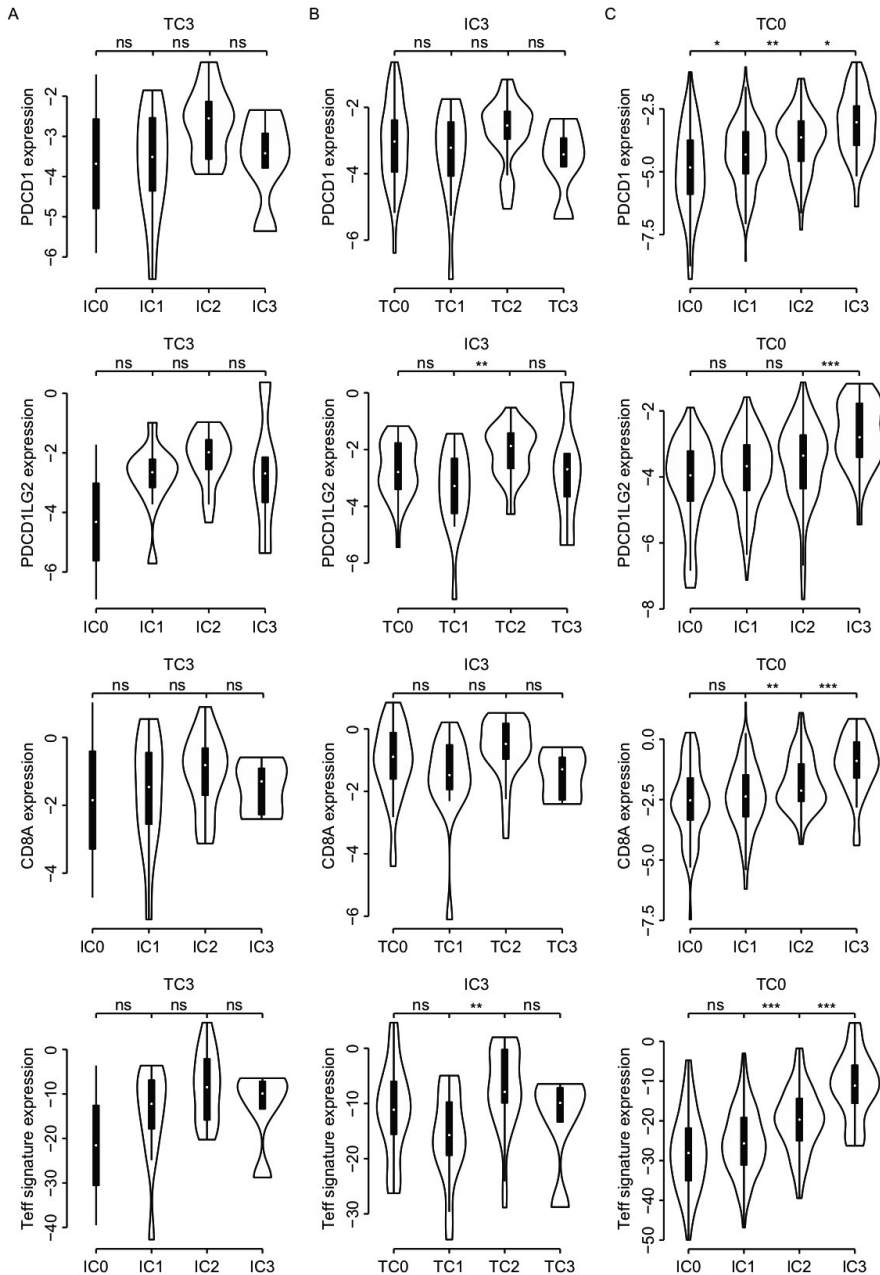 A
TC3
ns ns ns
PDCD1 expression
−2
−3
−4
−5
−6
IC0 IC1 IC2 IC3
B
IC3
ns ns ns
PDCD1 expression
−2
−4
−6
TC0 TC1 TC2 TC3
C
TC0
* ** *
PDCD1 expression
−2.5
−5.0
−7.5
IC0 IC1 IC2 IC3
TC3
ns ns ns
PDCD1LG2 expression
0
−2
−4
−6
IC0 IC1 IC2 IC3
IC3
ns ** ns
PDCD1LG2 expression
0
−2
−4
−6
TC0 TC1 TC2 TC3
TC0
ns ns ***
PDCD1LG2 expression
−2
−4
−6
−8
IC0 IC1 IC2 IC3
TC3
ns ns ns
CD8A expression
0
−2
−4
IC0 IC1 IC2 IC3
IC3
ns ns ns
CD8A expression
0
−2
−4
−6
TC0 TC1 TC2 TC3
TC0
ns ** ***
CD8A expression
0.0
−2.5
−5.0
−7.5
IC0 IC1 IC2 IC3
TC3
ns ns ns
Teff signature expression
0
−10
−20
−30
−40
IC0 IC1 IC2 IC3
IC3
ns ** ns
Teff signature expression
0
−10
−20
−30
TC0 TC1 TC2 TC3
TC0
ns *** ***
Teff signature expression
0
−10
−20
−30
−40
−50
IC0 IC1 IC2 IC3